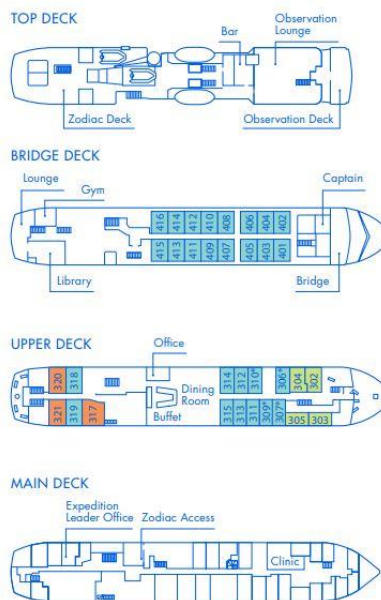 TOP DECK
Bar
Observation
Lounge
Zodiac Deck
Observation Deck
BRIDGE DECK
Lounge
Gym
Captain
416 414 412 410 408 406 404 402
415 413 411 409 407 405 403 401
Library
Bridge
UPPER DECK
Office
320 318
314 312 310* 306* 304 302
Dining
Room
Buffet
321 319 317
315 313 311 309* 307*
305 303
MAIN DECK
Expedition
Leader Office
Zodiac Access
Clinic